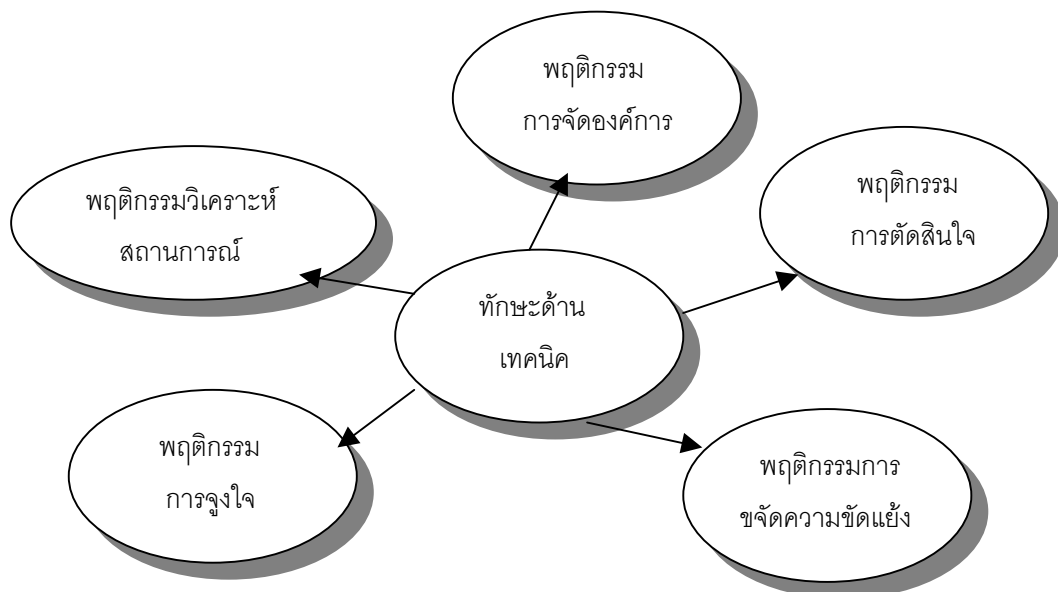 พฤติกรรม
การจัดองค์การ
พฤติกรรมวิเคราะห์
สถานการณ์
พฤติกรรม
การตัดสินใจ
ทักษะด้าน
เทคนิค
พฤติกรรม
การจูงใจ
พฤติกรรมการ
ขจัดความขัดแย้ง